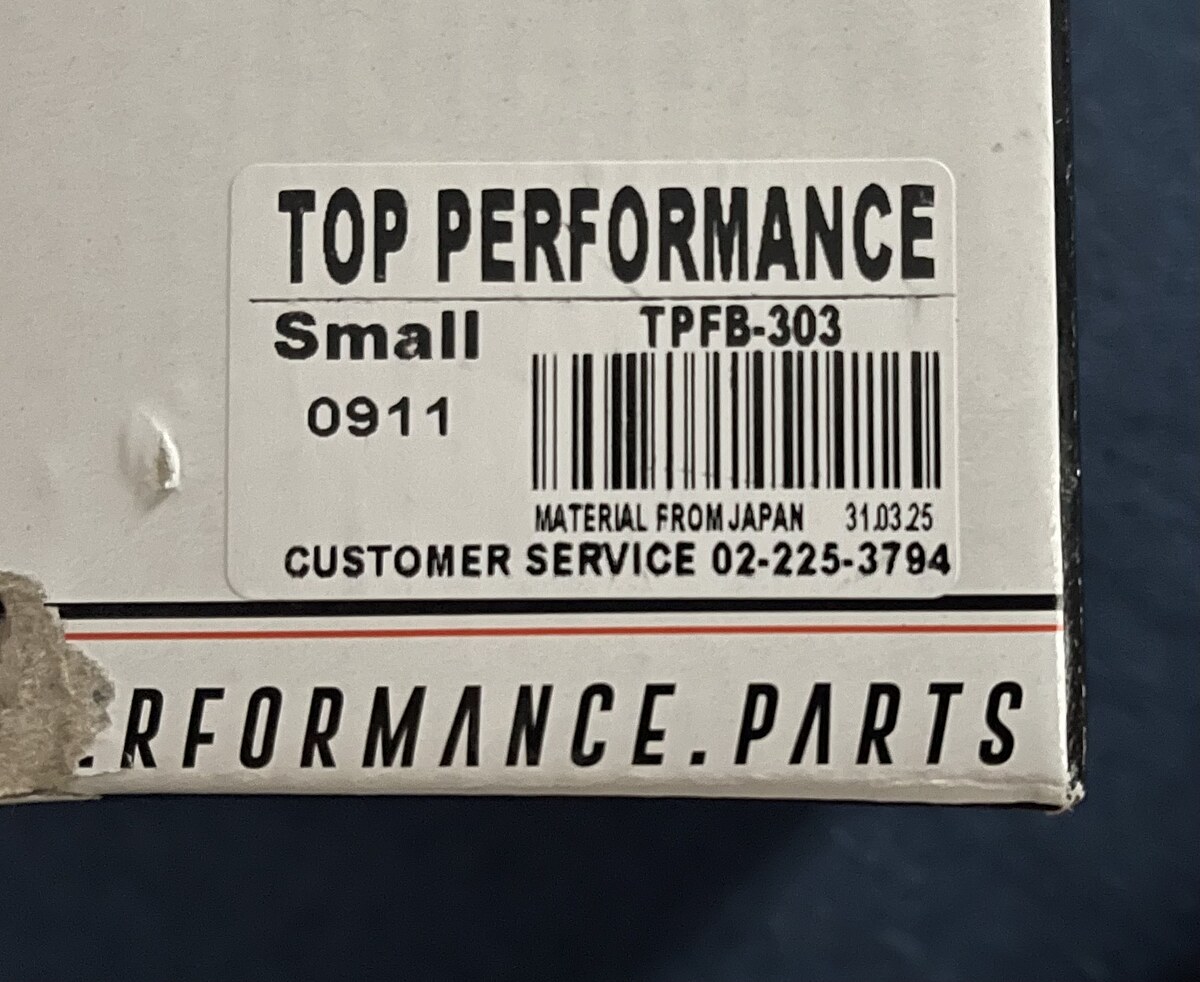 TOP PERFORMANCE
Small
TPFB-303
0911
MATERIAL FROM JAPAN 31.03.25
CUSTOMER SERVICE 02-225-3794
RFORMANCE.PARTS